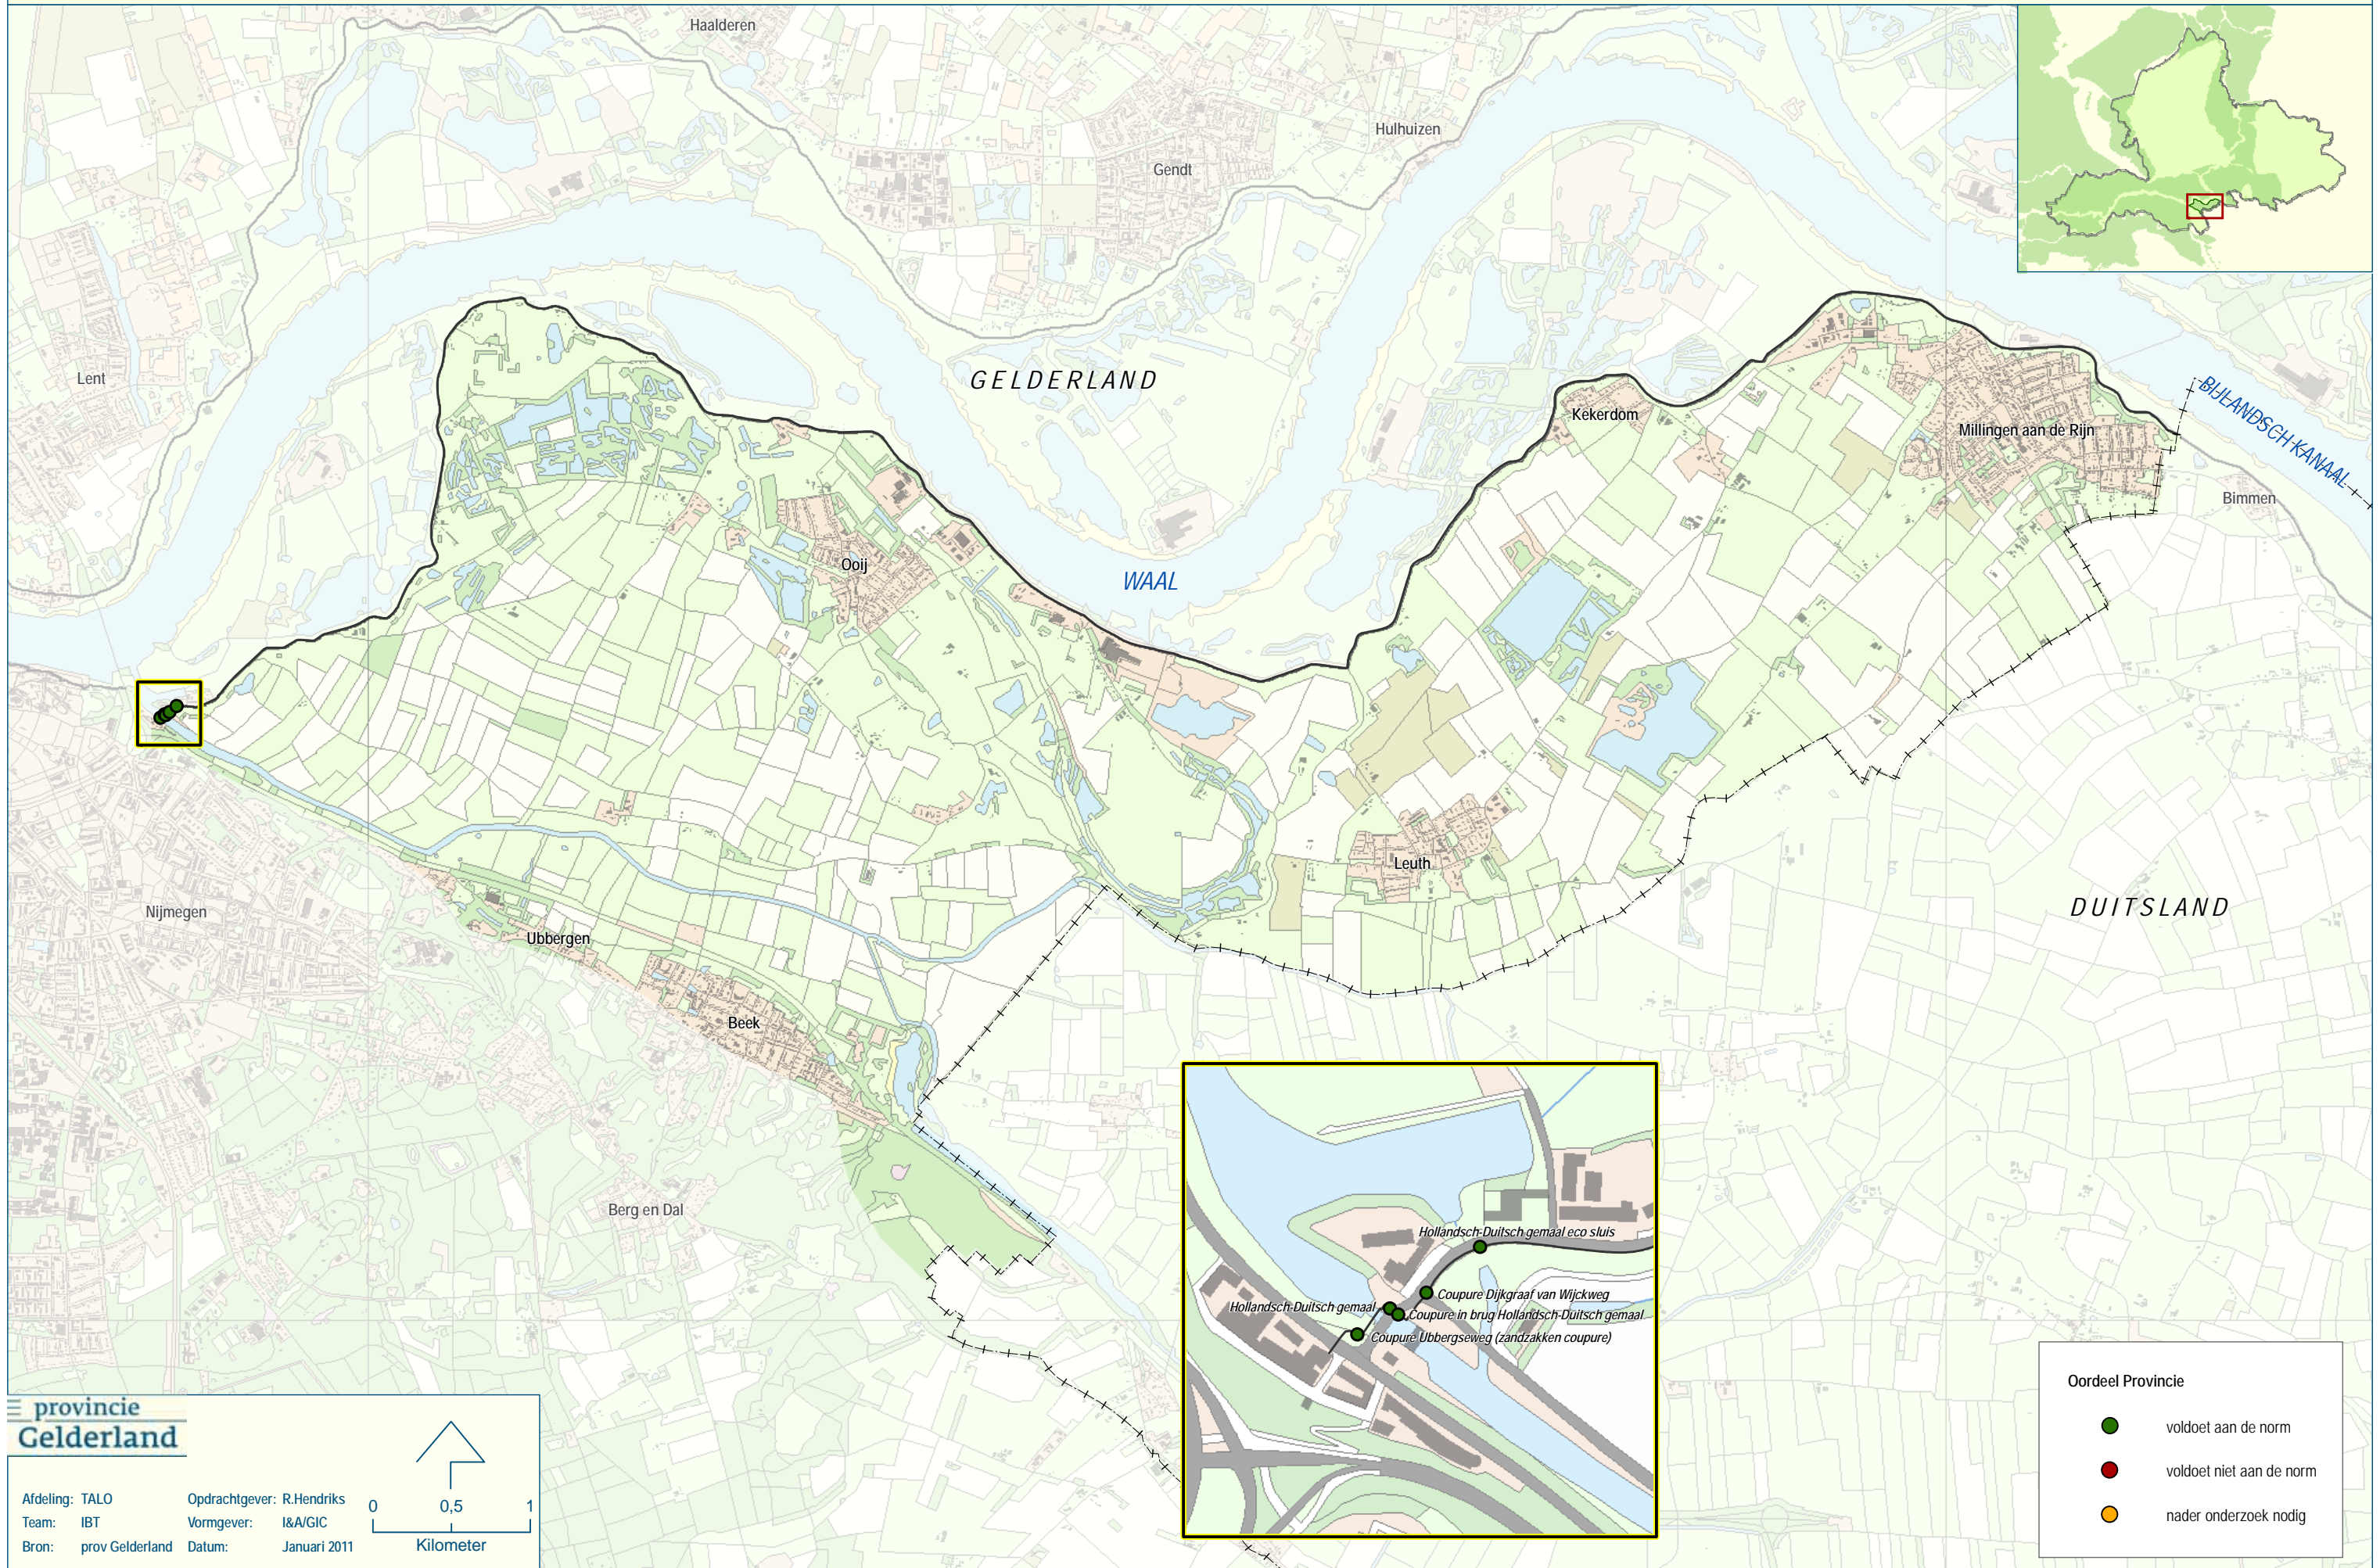 Haalderen
Hulhuizen
Gendt
Lent
GELDERLAND
Kekerdom
Millingen aan de Rijn
BIJLANDSCH-KANAAL
Bimmen
Ooij
WAAL
Leuth
Nijmegen
DUITSLAND
Ubbergen
Beek
Berg en Dal
Hollandsch-Duitsch gemaal eco sluis
Coupure Dijkgraaf van Wijckweg
Hollandsch-Duitsch gemaal
Coupure in brug Hollandsch-Duitsch gemaal
Coupure Ubbergseweg (zandzakken coupure)
Oordeel Provincie
voldoet aan de norm
voldoet niet aan de norm
nader onderzoek nodig
provincie
Gelderland
Afdeling: TALO Opdrachtgever: R.Hendriks
Team: IBT Vormgever: I&A/GIC
Bron: prov Gelderland Datum: Januari 2011
0 0,5 1
Kilometer